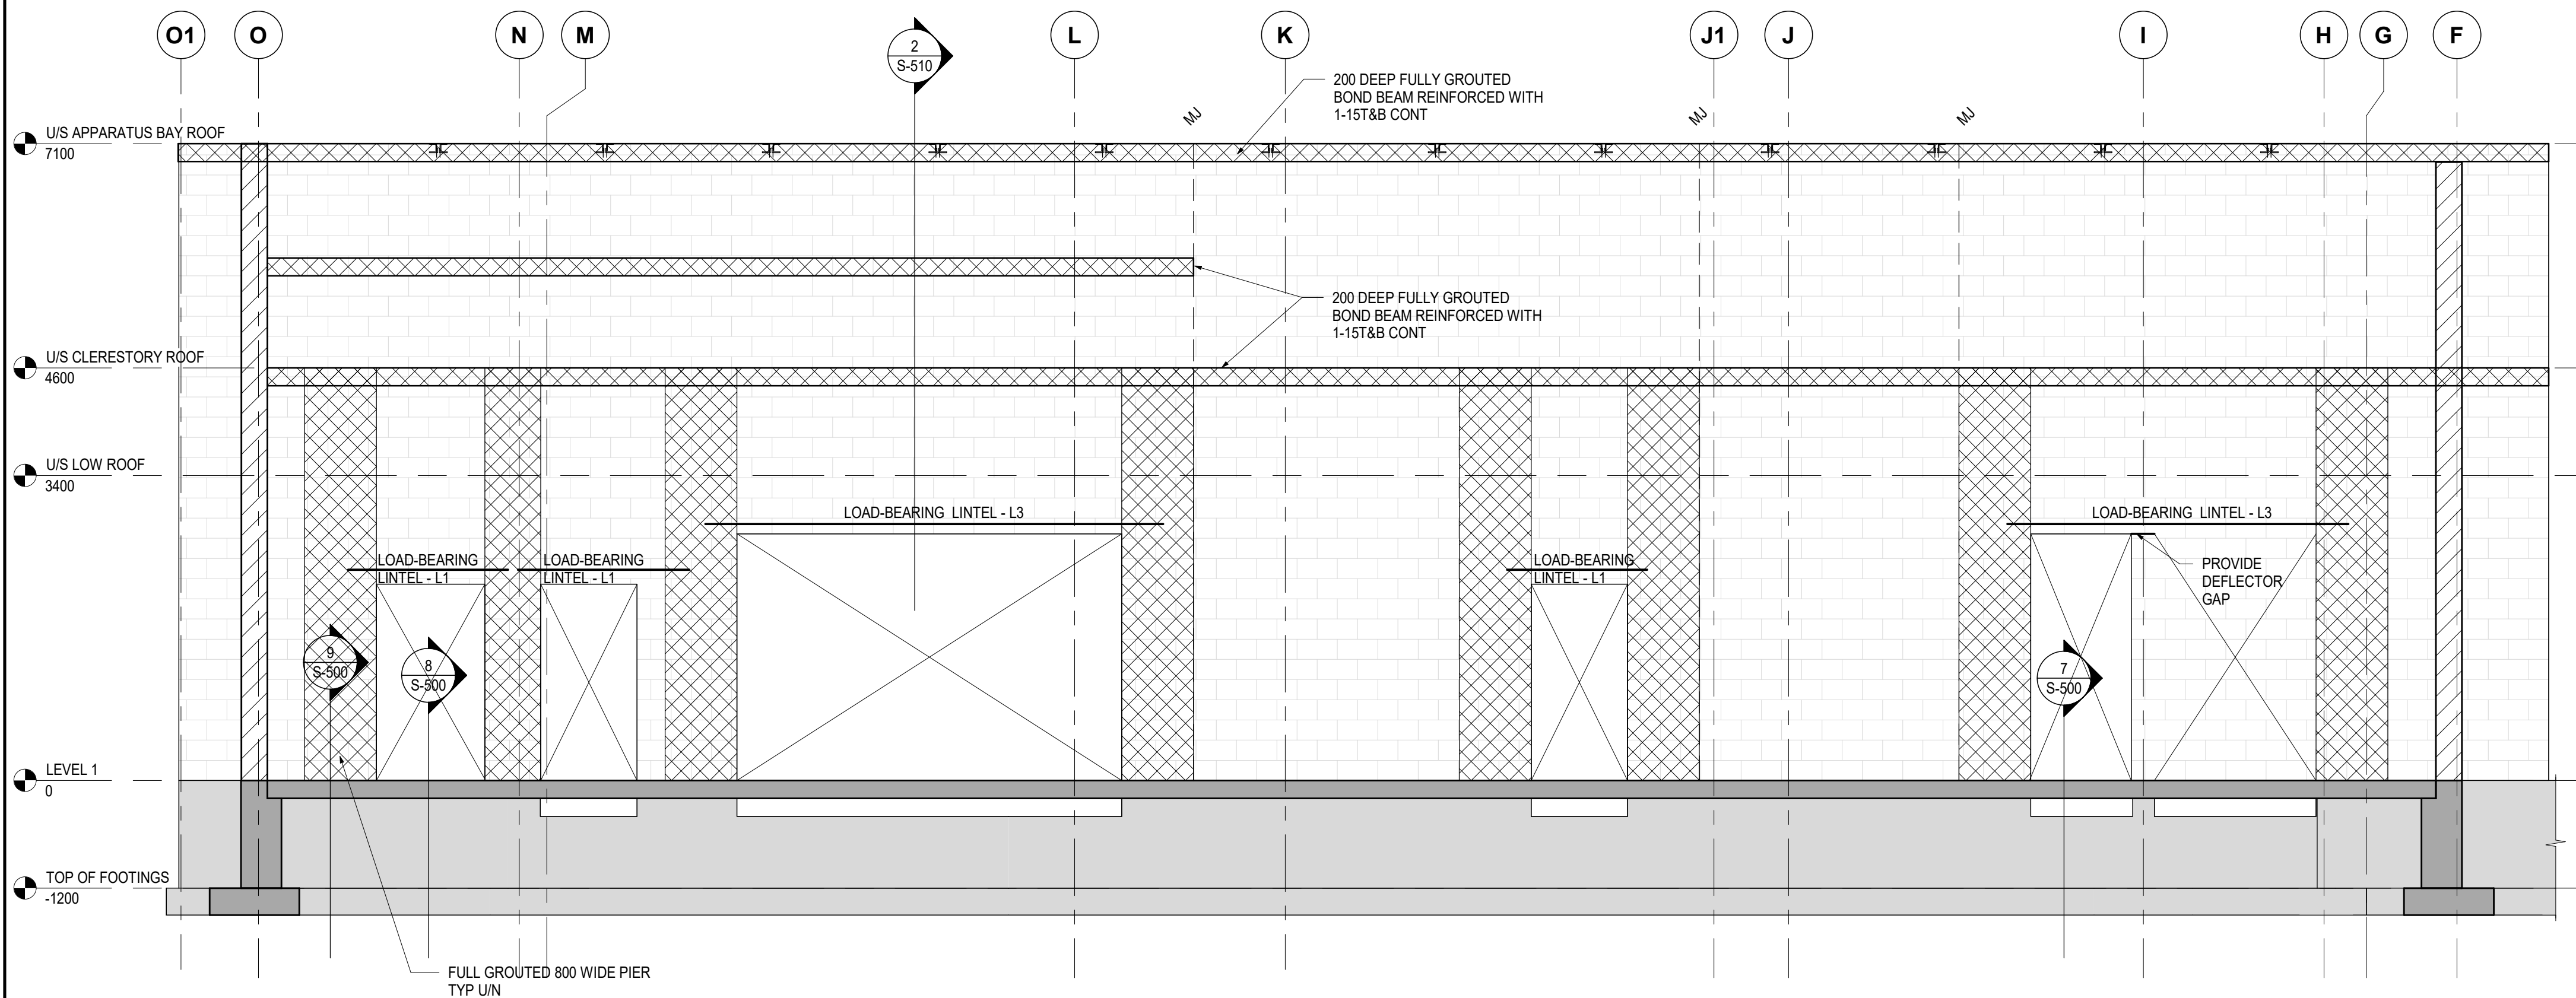 O1
O
N
M
L
K
J1
J
I
H
G
F
2
S-510
200 DEEP FULLY GROUTED
BOND BEAM REINFORCED WITH
1-15T&B CONT
MJ
MJ
MJ
U/S APPARATUS BAY ROOF
7100
200 DEEP FULLY GROUTED
BOND BEAM REINFORCED WITH
1-15T&B CONT
U/S CLERESTORY ROOF
4600
U/S LOW ROOF
3400
LOAD-BEARING LINTEL - L3
LOAD-BEARING LINTEL - L3
LOAD-BEARING
LINTEL - L1
LOAD-BEARING
LINTEL - L1
LOAD-BEARING
LINTEL - L1
PROVIDE
DEFLECTOR
GAP
9
S-500
8
S-500
7
S-500
LEVEL 1
0
TOP OF FOOTINGS
-1200
FULL GROUTED 800 WIDE PIER
TYP U/N